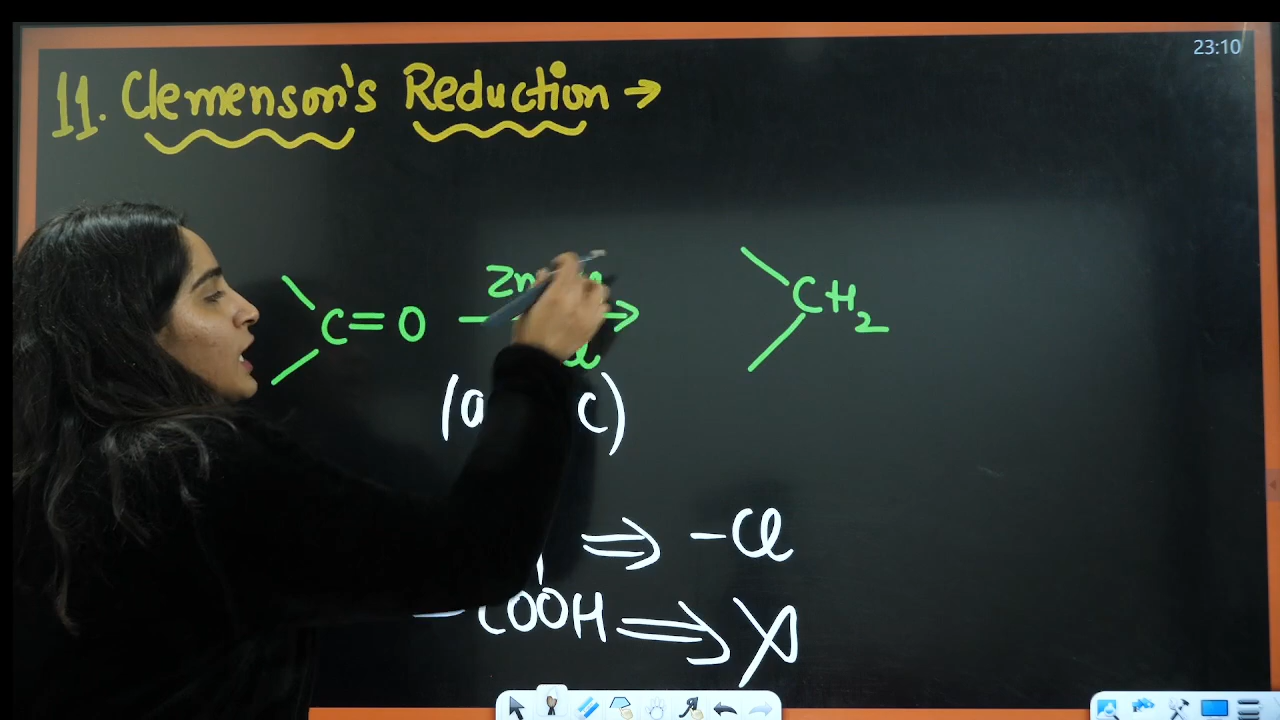 23:10
11. Clemenson's Reduction →
C=O → CH2
⇒ -Cl
COOH ⇒ X